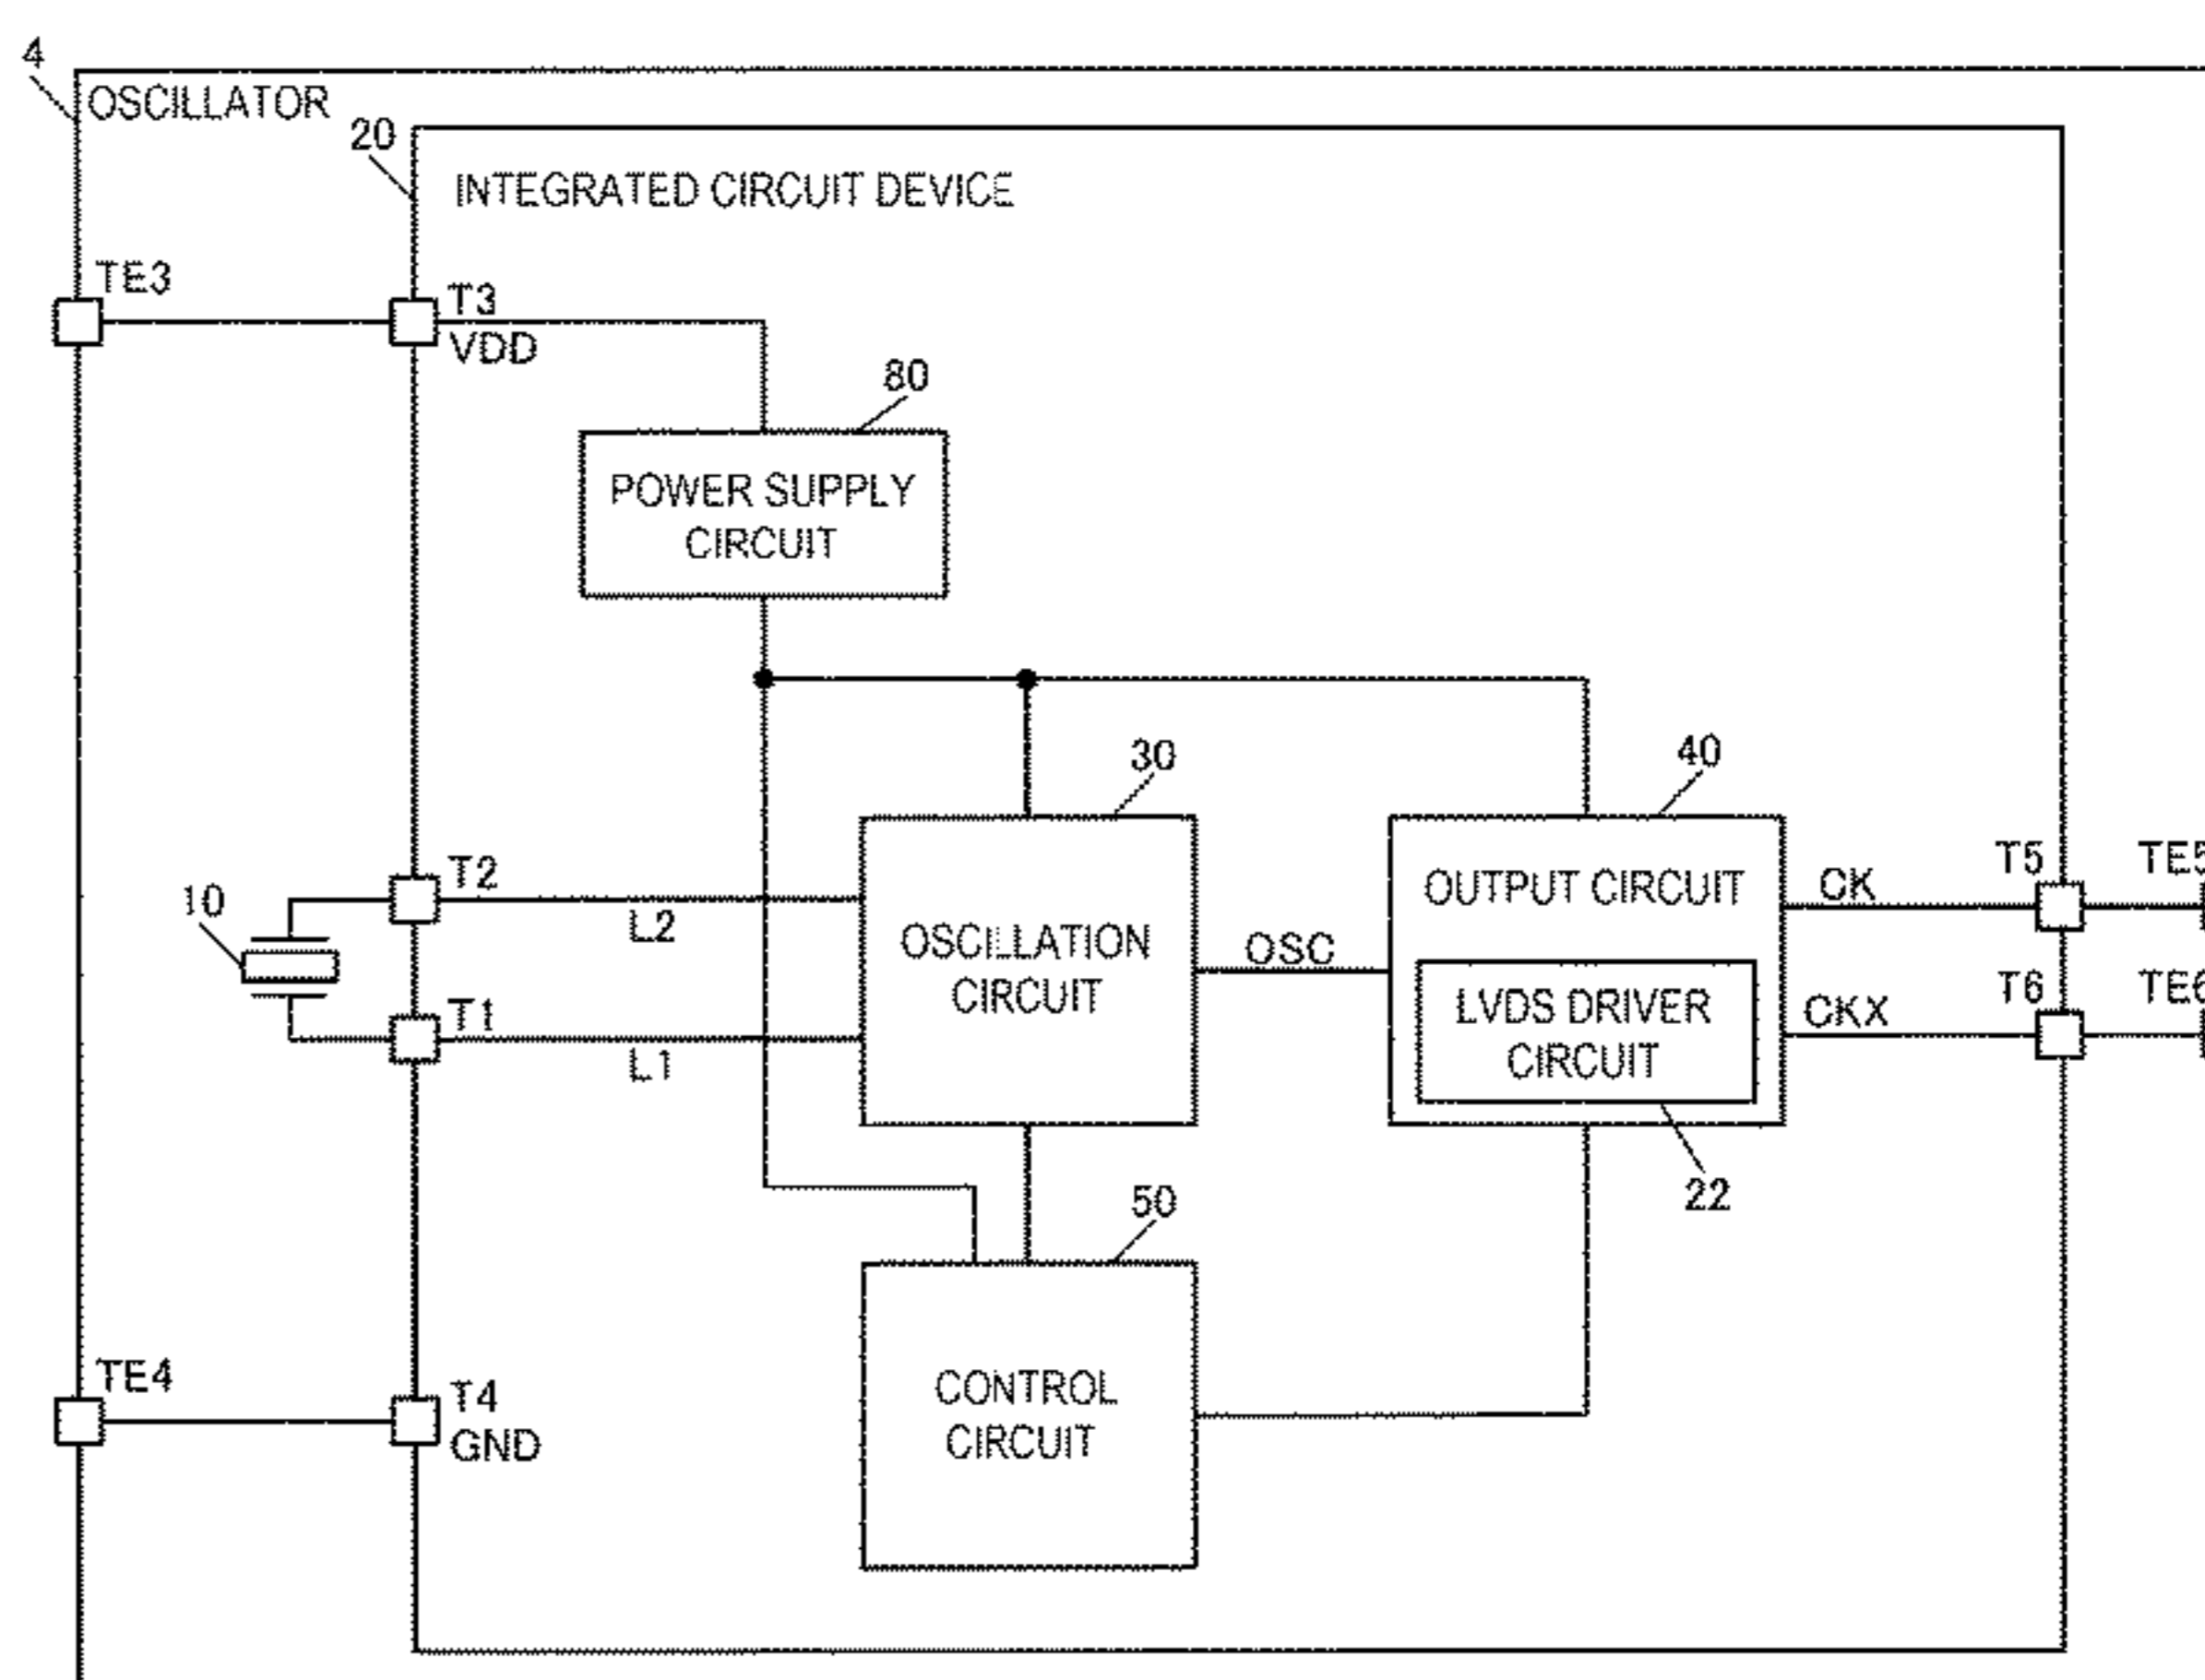 4
OSCILLATOR
20
INTEGRATED CIRCUIT DEVICE
TE3
T3
VDD
80
POWER SUPPLY
CIRCUIT
30
40
T2
10
L2
OSCILLATION
CIRCUIT
OSC
OUTPUT CIRCUIT
CK
T5
TE5
T1
L1
LVDS DRIVER
CIRCUIT
CKX
T6
TE6
22
50
TE4
T4
GND
CONTROL
CIRCUIT